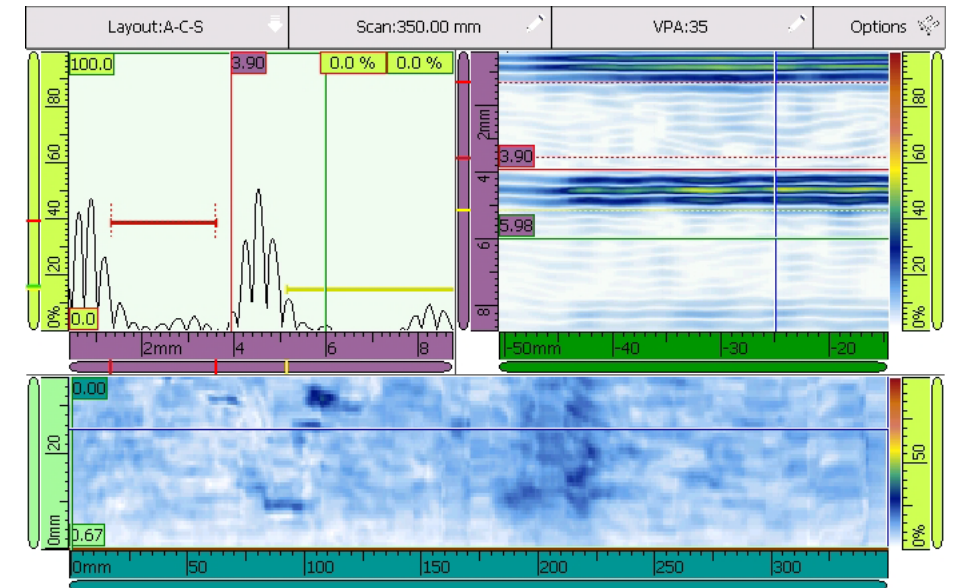 Layout:A-C-S Scan:350.00 mm VPA:35 Options
100.0 3.90 0.0 % 0.0 %
0% 20 40 60 80
0.0
2mm 4 6 8
2mm 4 6 8
3.90
5.98
-50mm -40 -30 -20
0% 20 40 60 80
0.00
0.67
0mm 20
0mm 50 100 150 200 250 300
0% 50